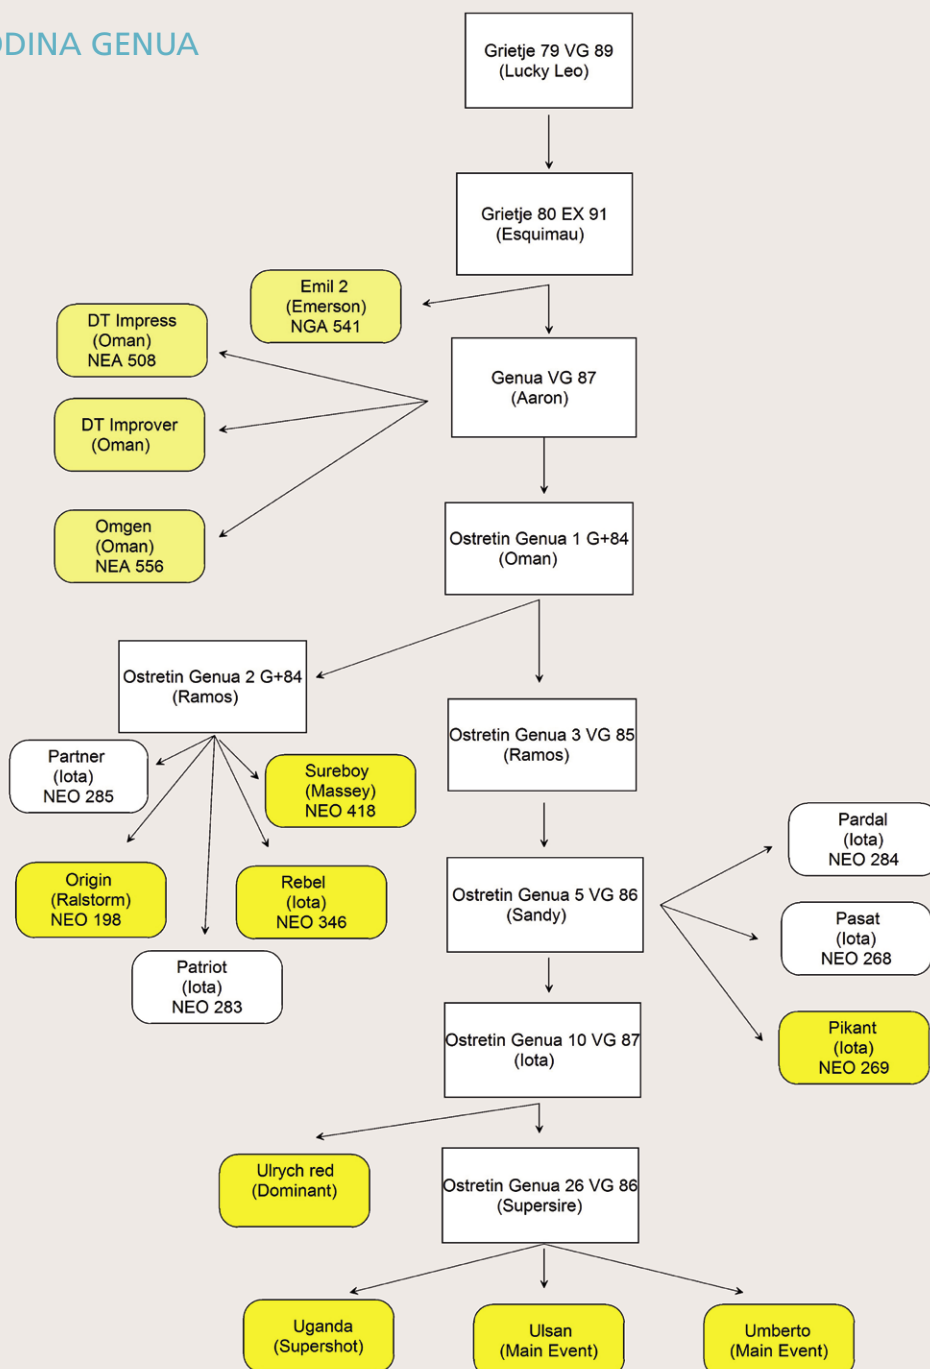 ODINA GENUA
Grietje 79 VG 89
(Lucky Leo)
Grietje 80 EX 91
(Esquimau)
Emil 2
(Emerson)
NGA 541
DT Impress
(Oman)
NEA 508
Genua VG 87
(Aaron)
DT Improver
(Oman)
Omgen
(Oman)
NEA 556
Ostretin Genua 1 G+84
(Oman)
Ostretin Genua 2 G+84
(Ramos)
Ostretin Genua 3 VG 85
(Ramos)
Partner
(Iota)
NEO 285
Sureboy
(Massey)
NEO 418
Origin
(Ralstorm)
NEO 198
Rebel
(Iota)
NEO 346
Patriot
(Iota)
NEO 283
Ostretin Genua 5 VG 86
(Sandy)
Pardal
(Iota)
NEO 284
Pasat
(Iota)
NEO 268
Pikant
(Iota)
NEO 269
Ostretin Genua 10 VG 87
(Iota)
Ulrych red
(Dominant)
Ostretin Genua 26 VG 86
(Supersire)
Uganda
(Supershot)
Ulsan
(Main Event)
Umberto
(Main Event)